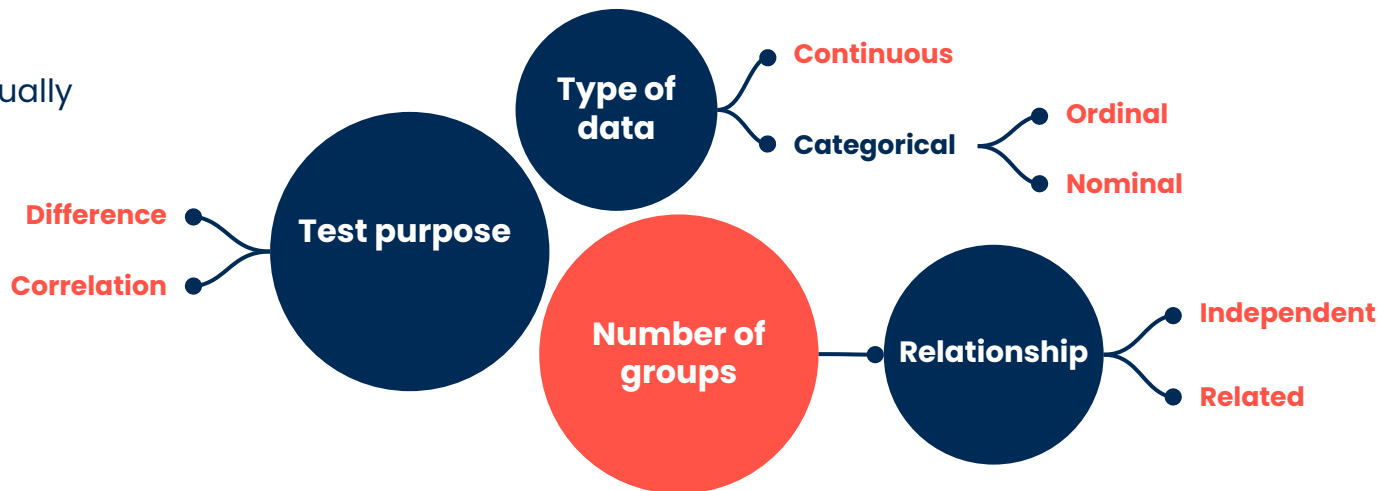 ually
Type of
data
Continuous
Categorical
Ordinal
Nominal
Difference
Correlation
Test purpose
Number of
groups
Relationship
Independent
Related